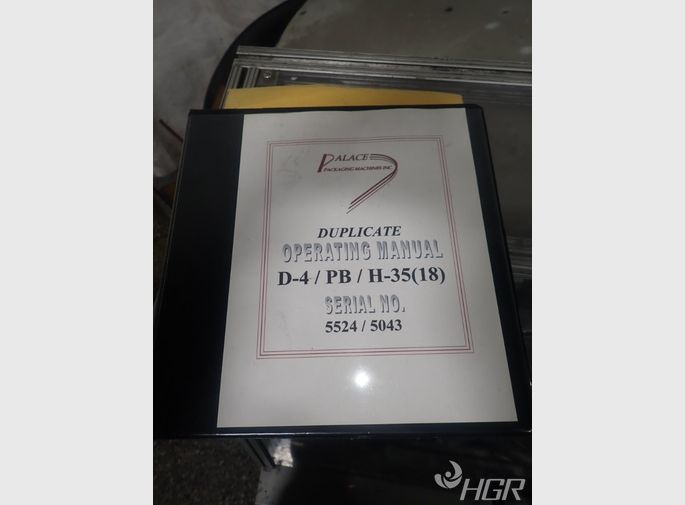 PALACE
PACKAGING MACHINES INC.
DUPLICATE
OPERATING MANUAL
D-4 / PB / H-35(18)
SERIAL NO.
5524 / 5043
HGR